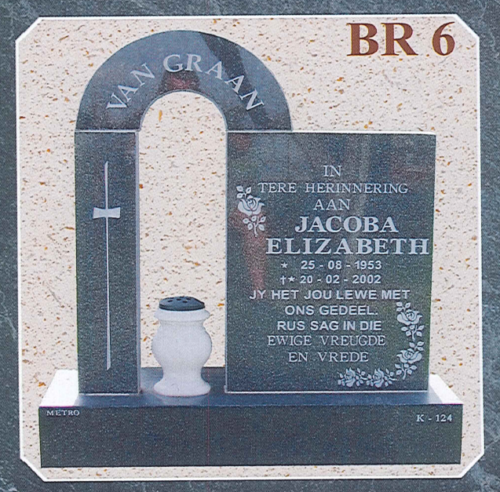 BR 6
VAN GRAAN
IN
TERE HERINNERING
AAN
JACOBA
ELIZABETH
★ 25 - 08 - 1953
✝★ 20 - 02 - 2002
JY HET JOU LEWE MET
ONS GEDEEL.
RUS SAG IN DIE
EWIGE VREUGDE
EN VREDE
METRO
K - 124